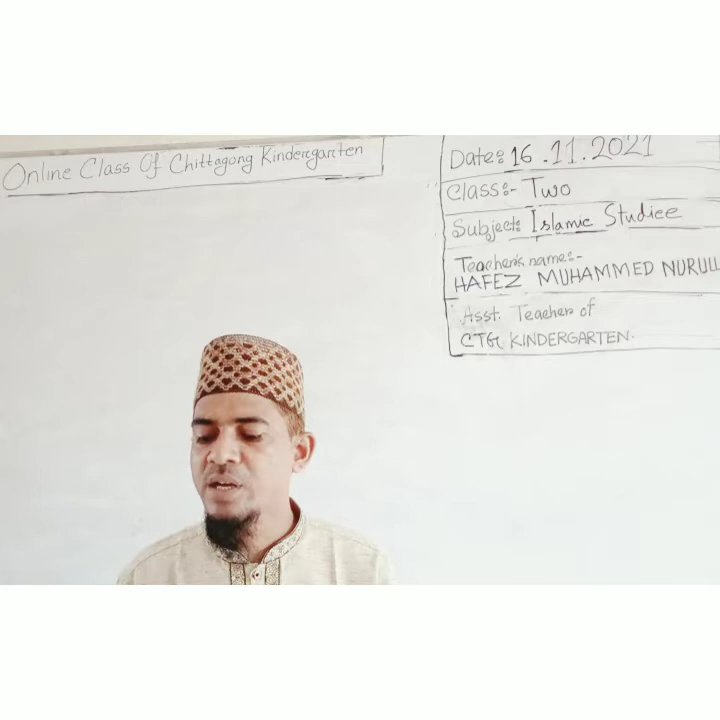 Online Class Of Chittagong Kindergarten
Date: 16.11.2021
Class:- Two
Subject: Islamic Studiee
Teacher's name:-
HAFEZ MUHAMMED NURULL
Asst. Teacher of
CTG KINDERGARTEN.